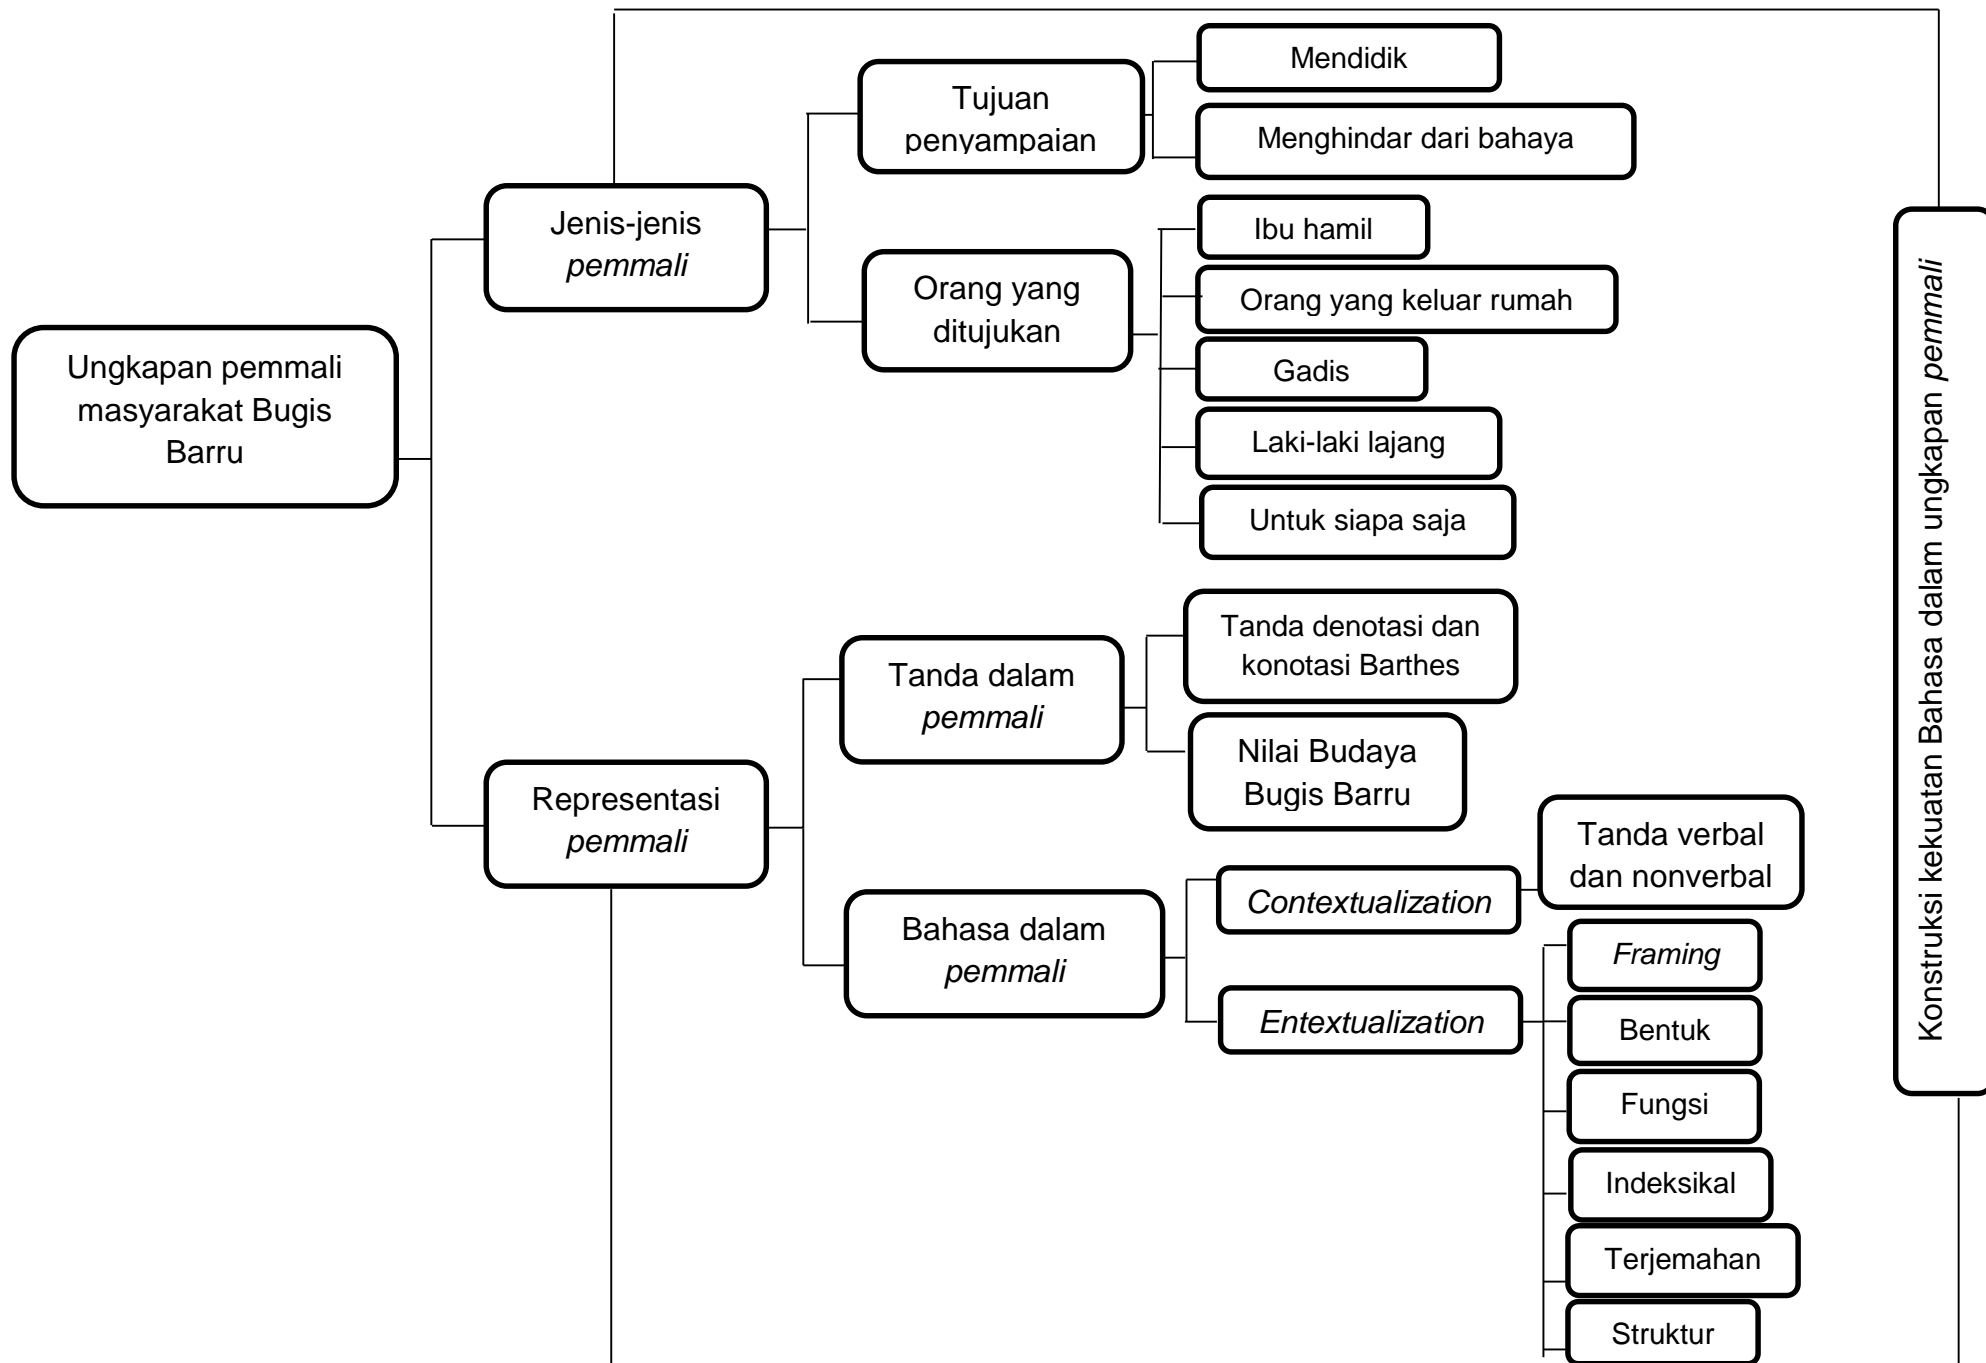 Ungkapan pemmali
masyarakat Bugis
Barru
Jenis-jenis
pemmali
Tujuan
penyampaian
Mendidik
Menghindar dari bahaya
Orang yang
ditujukan
Ibu hamil
Orang yang keluar rumah
Gadis
Laki-laki lajang
Untuk siapa saja
Representasi
pemmali
Tanda dalam
pemmali
Tanda denotasi dan
konotasi Barthes
Nilai Budaya
Bugis Barru
Bahasa dalam
pemmali
Contextualization
Tanda verbal
dan nonverbal
Entextualization
Framing
Bentuk
Fungsi
Indeksikal
Terjemahan
Struktur
Konstruksi kekuatan Bahasa dalam ungkapan pemmali